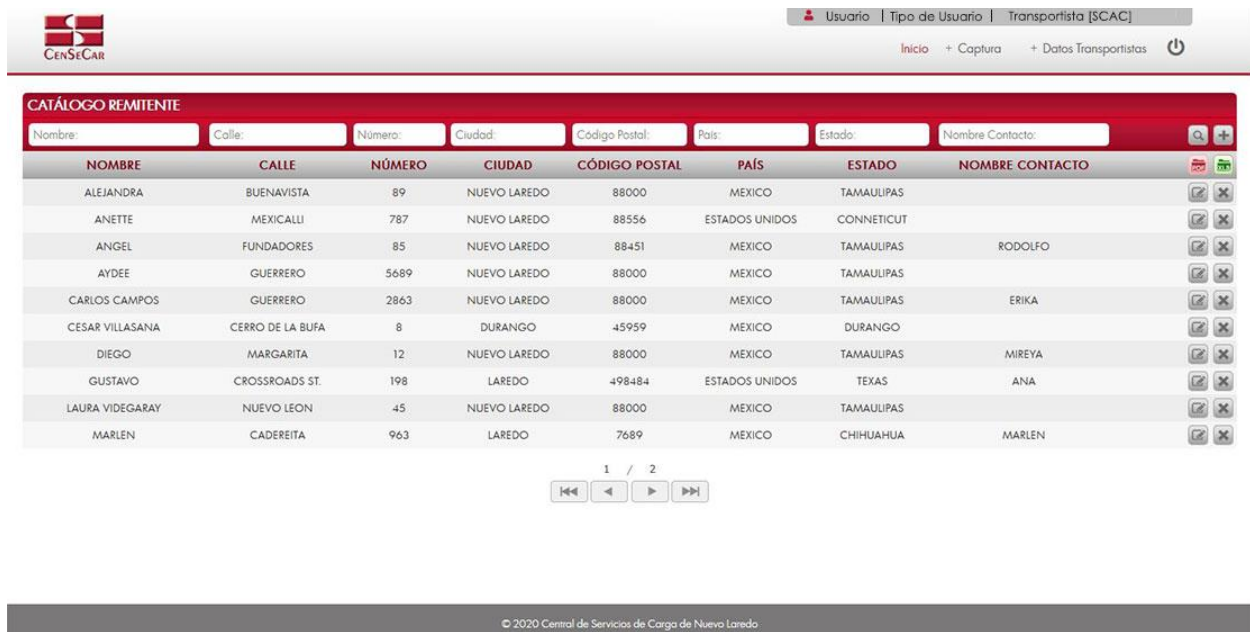 Usuario | Tipo de Usuario | Transportista [SCAC]
CENSECAR
Inicio + Captura + Datos Transportistas
CATÁLOGO REMITENTE
Nombre: Calle: Número: Ciudad: Código Postal: País: Estado: Nombre Contacto:
NOMBRE CALLE NÚMERO CIUDAD CÓDIGO POSTAL PAÍS ESTADO NOMBRE CONTACTO
ALEJANDRA BUENAVISTA 89 NUEVO LAREDO 88000 MEXICO TAMAULIPAS
ANETTE MEXICALLI 787 NUEVO LAREDO 88556 ESTADOS UNIDOS CONNETICUT
ANGEL FUNDADORES 85 NUEVO LAREDO 88451 MEXICO TAMAULIPAS RODOLFO
AYDEE GUERRERO 5689 NUEVO LAREDO 88000 MEXICO TAMAULIPAS
CARLOS CAMPOS GUERRERO 2863 NUEVO LAREDO 88000 MEXICO TAMAULIPAS ERIKA
CESAR VILLASANA CERRO DE LA BUFA 8 DURANGO 45959 MEXICO DURANGO
DIEGO MARGARITA 12 NUEVO LAREDO 88000 MEXICO TAMAULIPAS MIREYA
GUSTAVO CROSSROADS ST. 198 LAREDO 498484 ESTADOS UNIDOS TEXAS ANA
LAURA VIDEGARAY NUEVO LEON 45 NUEVO LAREDO 88000 MEXICO TAMAULIPAS
MARLEN CADEREITA 963 LAREDO 7689 MEXICO CHIHUAHUA MARLEN
1 / 2
© 2020 Central de Servicios de Carga de Nuevo Laredo